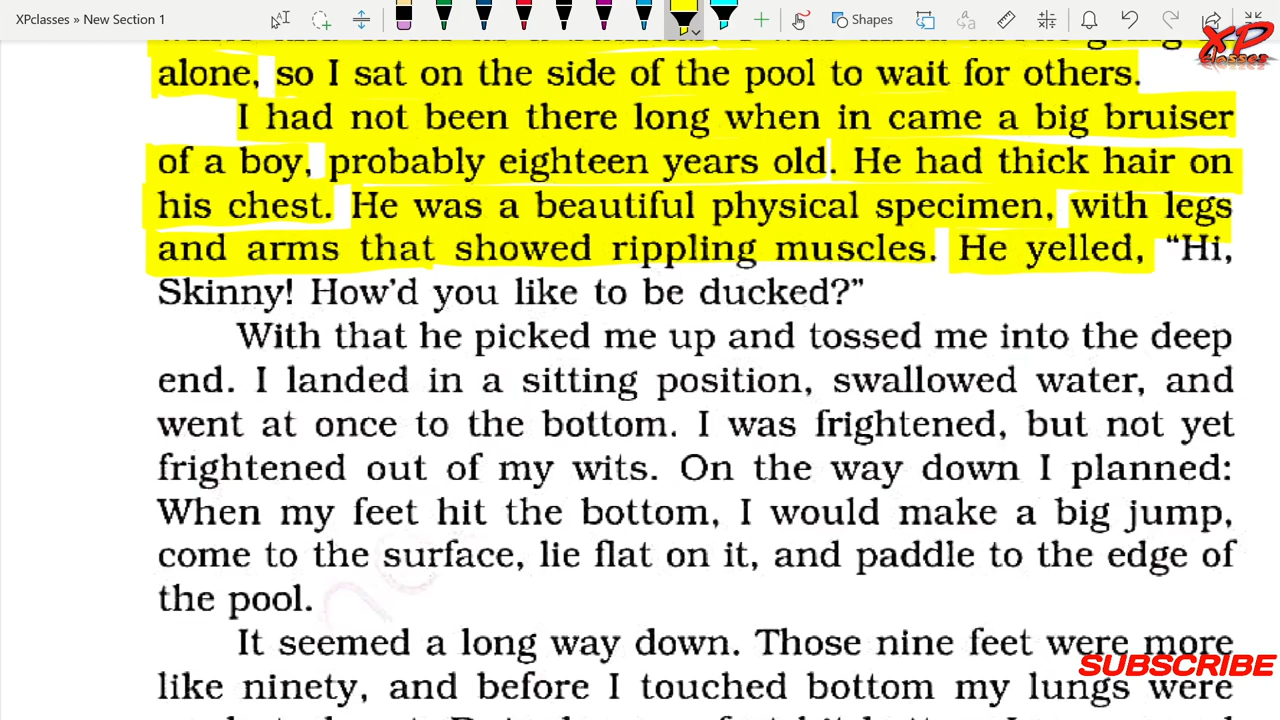 XPclasses » New Section 1
Shapes
XP
classes
alone, so I sat on the side of the pool to wait for others.
I had not been there long when in came a big bruiser
of a boy, probably eighteen years old. He had thick hair on
his chest. He was a beautiful physical specimen, with legs
and arms that showed rippling muscles. He yelled, “Hi,
Skinny! How’d you like to be ducked?”
With that he picked me up and tossed me into the deep
end. I landed in a sitting position, swallowed water, and
went at once to the bottom. I was frightened, but not yet
frightened out of my wits. On the way down I planned:
When my feet hit the bottom, I would make a big jump,
come to the surface, lie flat on it, and paddle to the edge of
the pool.
It seemed a long way down. Those nine feet were more
like ninety, and before I touched bottom my lungs were
SUBSCRIBE